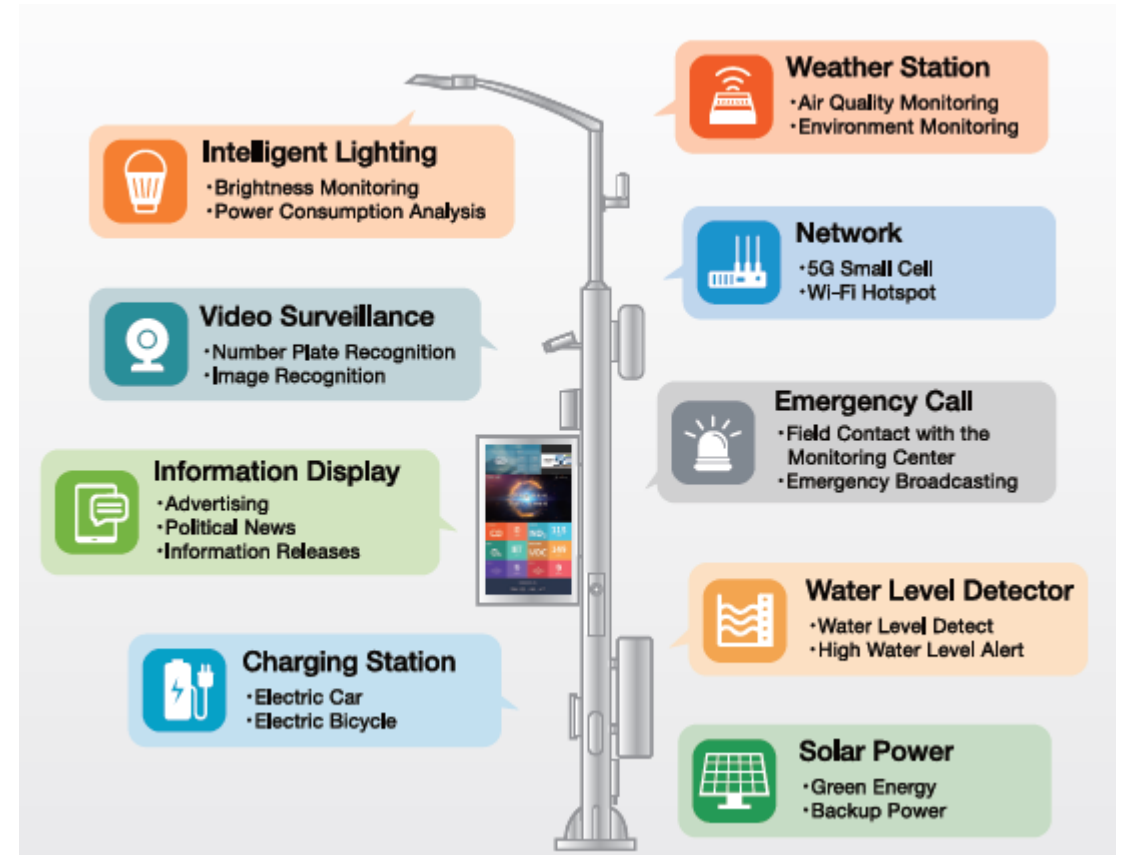 Intelligent Lighting
·Brightness Monitoring
·Power Consumption Analysis
Video Surveillance
·Number Plate Recognition
·Image Recognition
Information Display
·Advertising
·Political News
·Information Releases
Charging Station
·Electric Car
·Electric Bicycle
Weather Station
·Air Quality Monitoring
·Environment Monitoring
Network
·5G Small Cell
·Wi-Fi Hotspot
Emergency Call
·Field Contact with the
Monitoring Center
·Emergency Broadcasting
Water Level Detector
·Water Level Detect
·High Water Level Alert
Solar Power
·Green Energy
·Backup Power
VOC